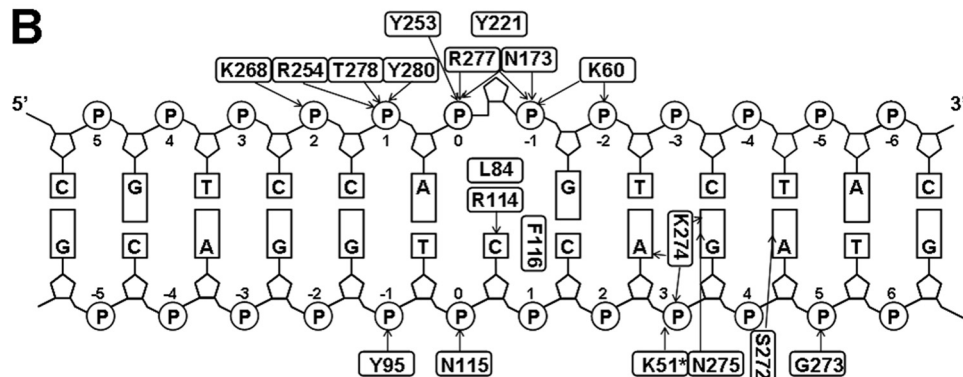 B
Y253 Y221
R277 N173
K268 R254 T278 Y280 K60
5' P P P P P P P P P P P P 3'
5 4 3 2 1 0 -1 -2 -3 -4 -5 -6
L84
C G T C C A G T C T A C
R114
F116 K274
G C A G G T C C A G A T G
-5 -4 -3 -2 -1 0 1 2 3 4 5 6
P P P P P P P P P P P P
Y95 N115 K51* N275 S272 G273